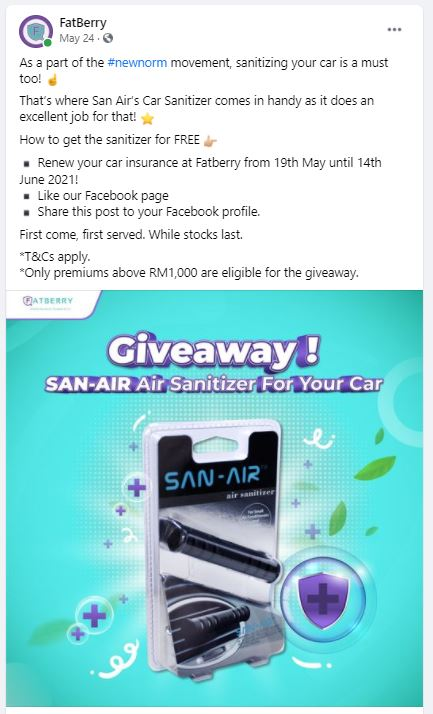 FatBerry
May 24 ·
As a part of the #newnorm movement, sanitizing your car is a must
too! ☝️
That's where San Air's Car Sanitizer comes in handy as it does an
excellent job for that! ⭐
How to get the sanitizer for FREE 👉
▪️ Renew your car insurance at Fatberry from 19th May until 14th
June 2021!
▪️ Like our Facebook page
▪️ Share this post to your Facebook profile.
First come, first served. While stocks last.
*T&Cs apply.
*Only premiums above RM1,000 are eligible for the giveaway.
FATBERRY
Giveaway!
SAN-AIR Air Sanitizer For Your Car
SAN-AIR™
air sanitizer
For Small